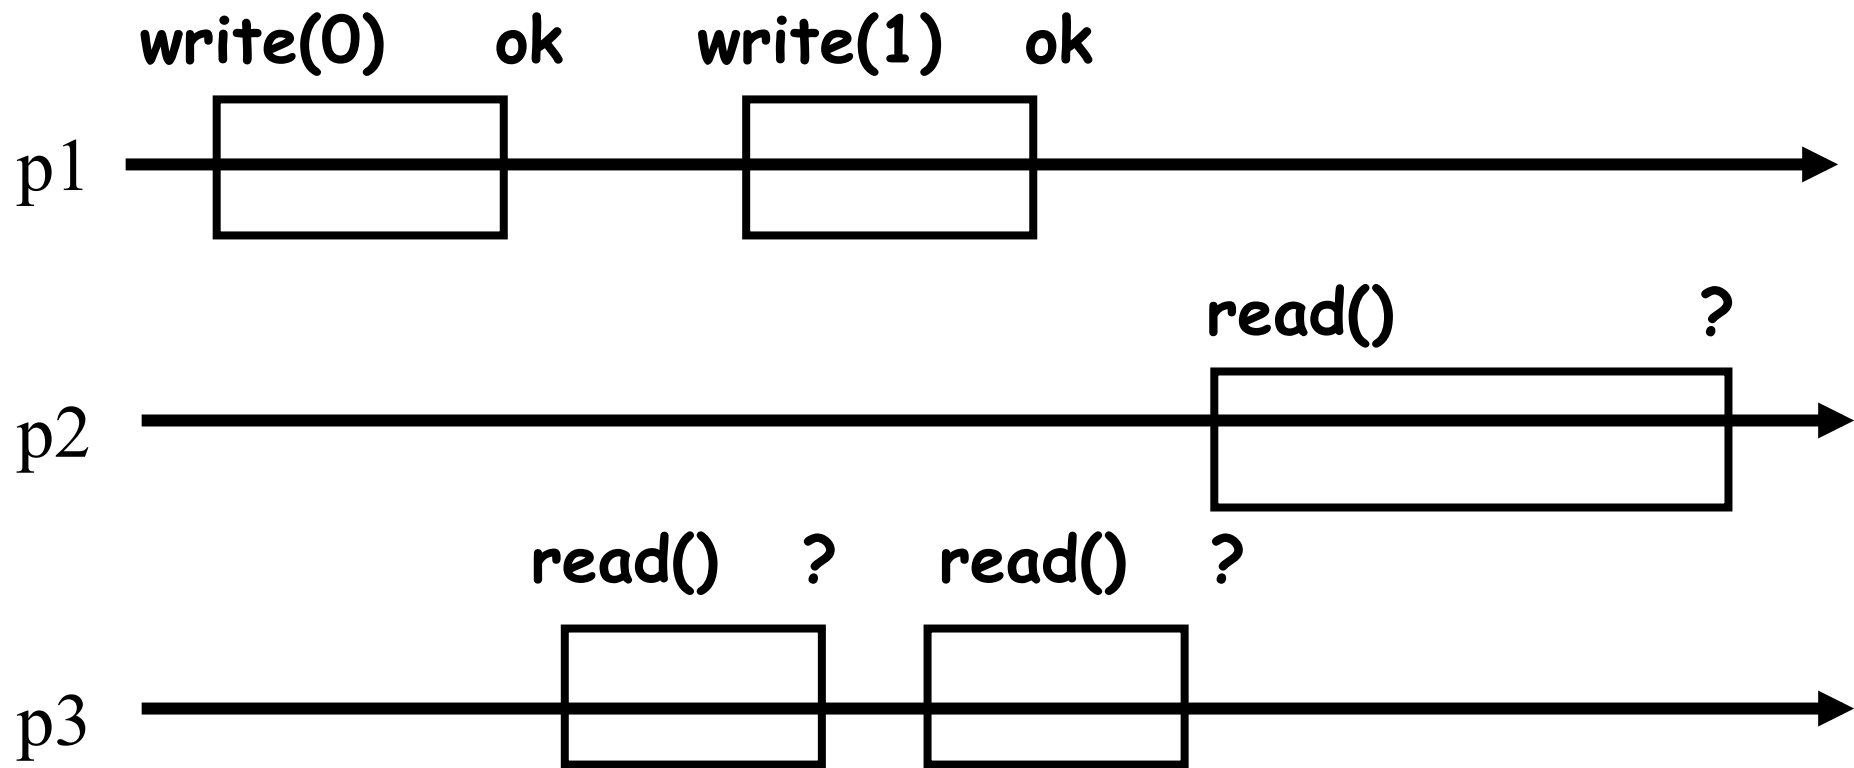 write(0) ok write(1) ok
p1
read() ?
p2
read() ? read() ?
p3